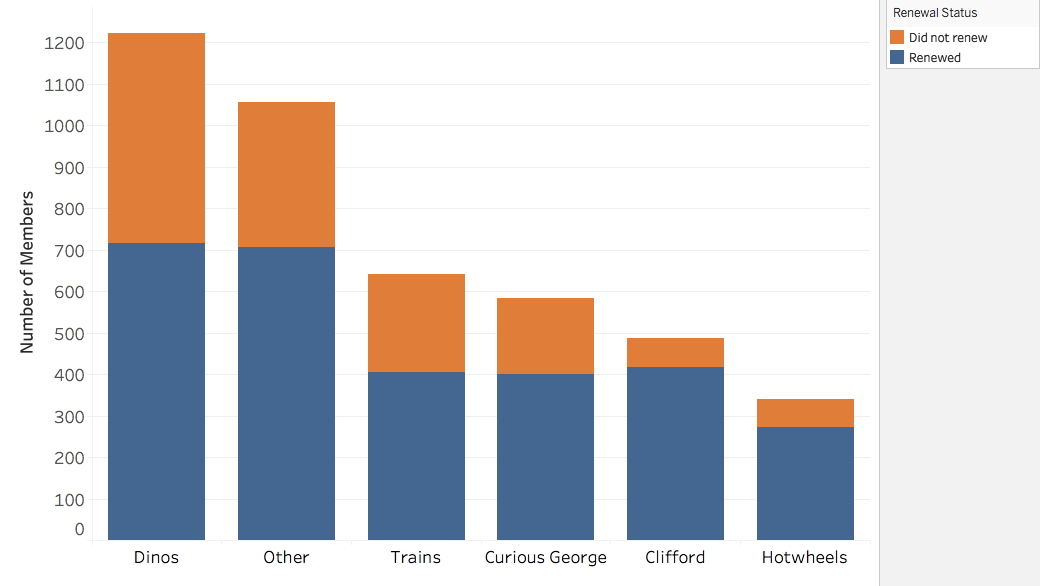 Renewal Status
Did not renew
Renewed
Number of Members
1200
1100
1000
900
800
700
600
500
400
300
200
100
0
Dinos Other Trains Curious George Clifford Hotwheels